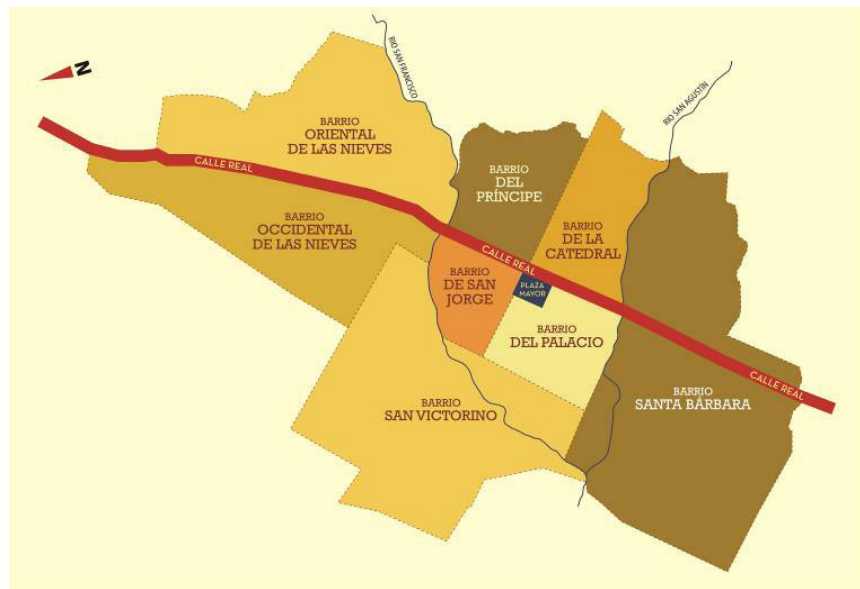 N
RIO SAN FRANCISCO
RIO SAN AGUSTÍN
BARRIO
ORIENTAL
DE LAS NIEVES
CALLE REAL
BARRIO
OCCIDENTAL
DE LAS NIEVES
BARRIO
DEL
PRÍNCIPE
BARRIO
DE LA
CATEDRAL
CALLE REAL
BARRIO
DE SAN
JORGE
PLAZA
MAYOR
BARRIO
DEL PALACIO
BARRIO
SAN VICTORINO
BARRIO
SANTA BÁRBARA
CALLE REAL